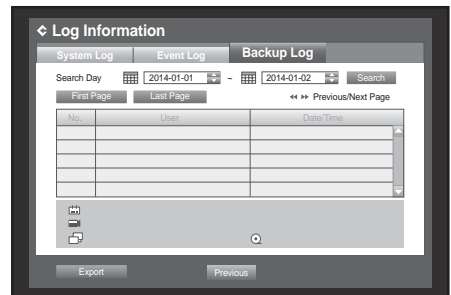 Log Information
System Log Event Log Backup Log
Search Day 2014-01-01 ~ 2014-01-02 Search
First Page Last Page Previous/Next Page
No. User Date/Time
Export Previous